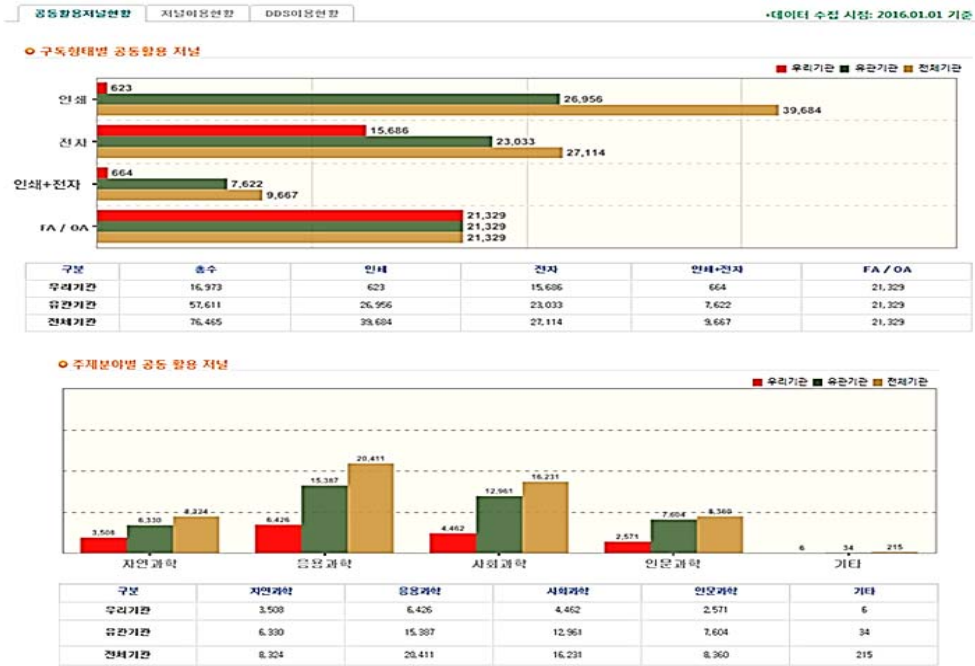 공동활용저널현황 저널이용현황 DDS이용현황 •데이터 수집 시점: 2016.01.01 기준
구독형태별 공동활용 저널
우리기관 유관기관 전체기관
인쇄 623 26,956 39,684
전자 15,686 23,033 27,114
인쇄+전자 664 7,622 9,667
FA / OA 21,329 21,329 21,329
구분 총수 인쇄 전자 인쇄+전자 FA / OA
우리기관 16,973 623 15,686 664 21,329
유관기관 57,611 26,956 23,033 7,622 21,329
전체기관 76,465 39,684 27,114 9,667 21,329
주제분야별 공동 활용 저널
우리기관 유관기관 전체기관
3,508 6,330 8,324 6,426 15,387 20,411 4,462 12,961 16,231 2,571 7,604 8,360 6 34 215
자연과학 응용과학 사회과학 인문과학 기타
구분 자연과학 응용과학 사회과학 인문과학 기타
우리기관 3,508 6,426 4,462 2,571 6
유관기관 6,330 15,387 12,961 7,604 34
전체기관 8,324 20,411 16,231 8,360 215